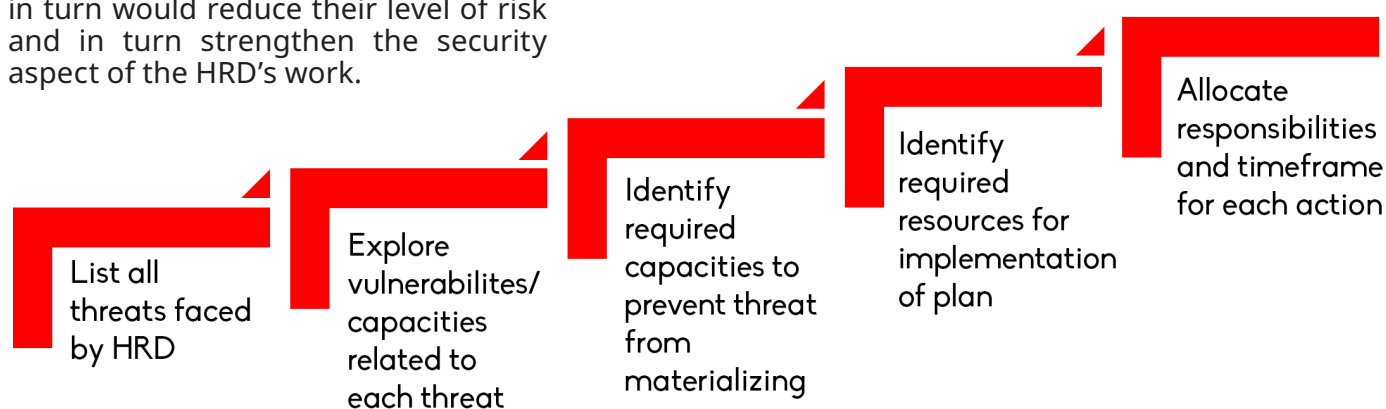 in turn would reduce their level of risk
and in turn strengthen the security
aspect of the HRD’s work.
List all
threats faced
by HRD
Explore
vulnerabilites/
capacities
related to
each threat
Identify
required
capacities to
prevent threat
from
materializing
Identify
required
resources for
implementation
of plan
Allocate
responsibilities
and timeframe
for each action